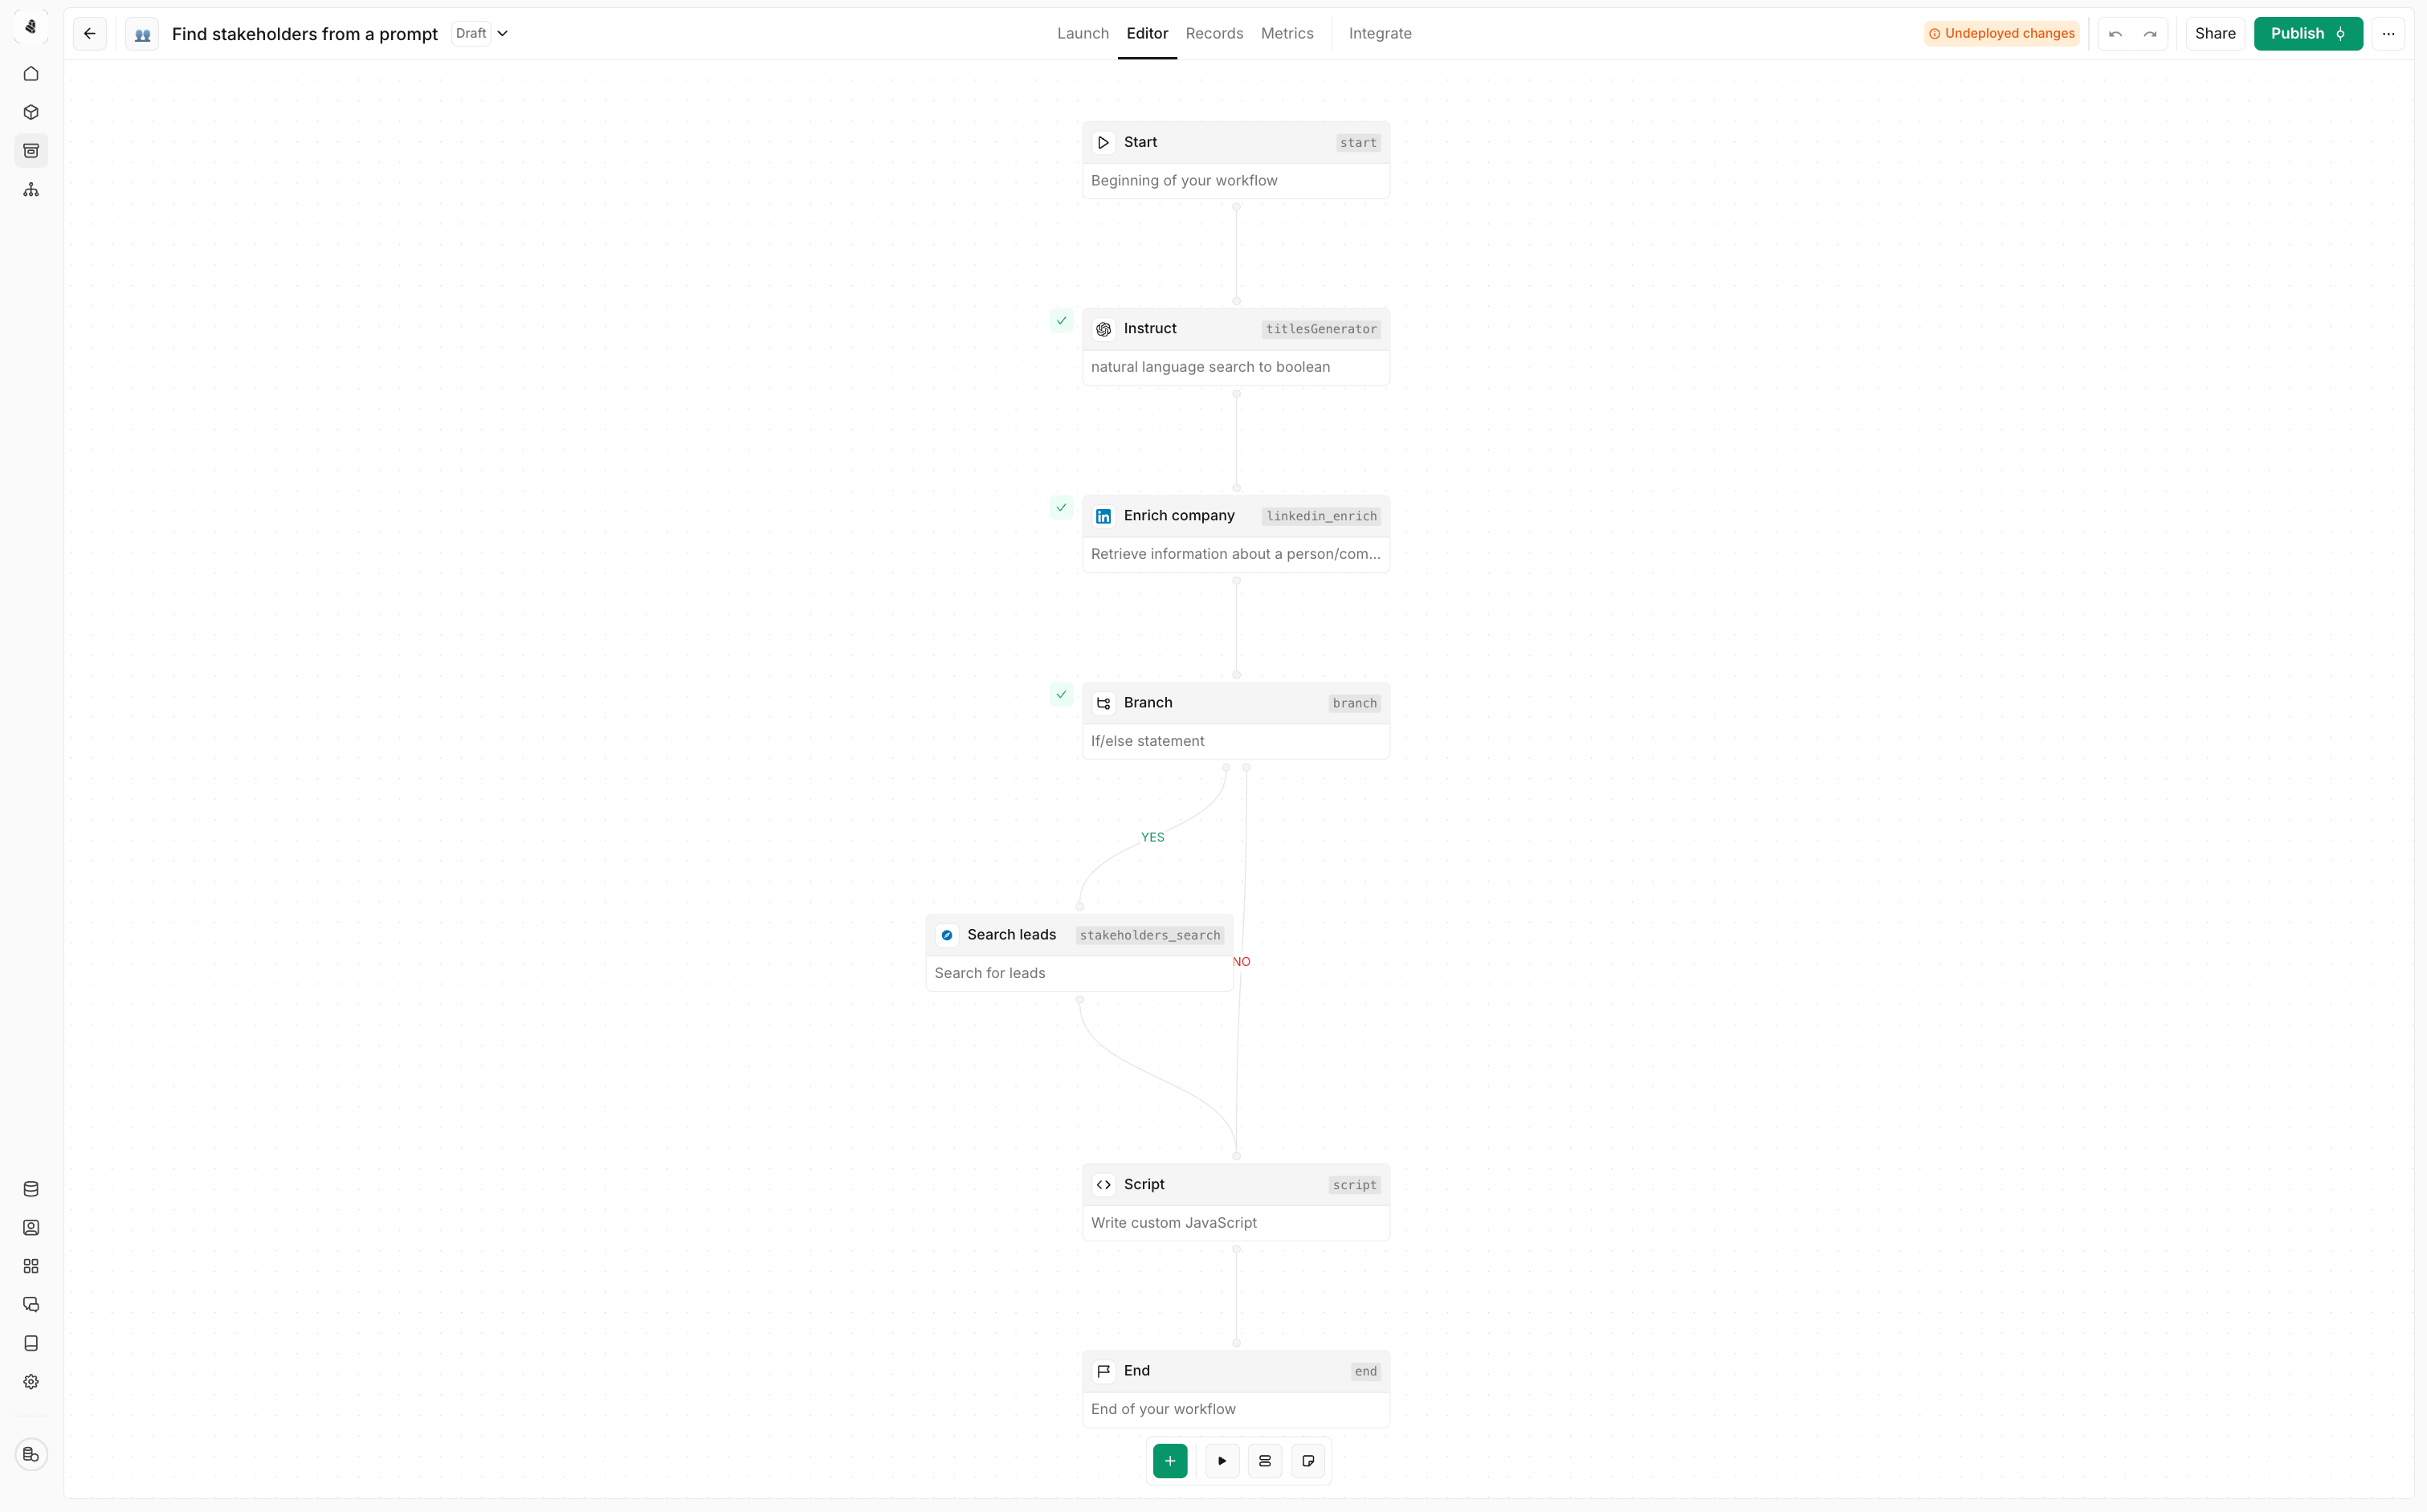 Find stakeholders from a prompt
Draft
Launch
Editor
Records
Metrics
Integrate
Undeployed changes
Share
Publish
Start
start
Beginning of your workflow
Instruct
titlesGenerator
natural language search to boolean
Enrich company
linkedin_enrich
Retrieve information about a person/com...
Branch
branch
If/else statement
YES
Search leads
stakeholders_search
NO
Search for leads
Script
script
Write custom JavaScript
End
end
End of your workflow